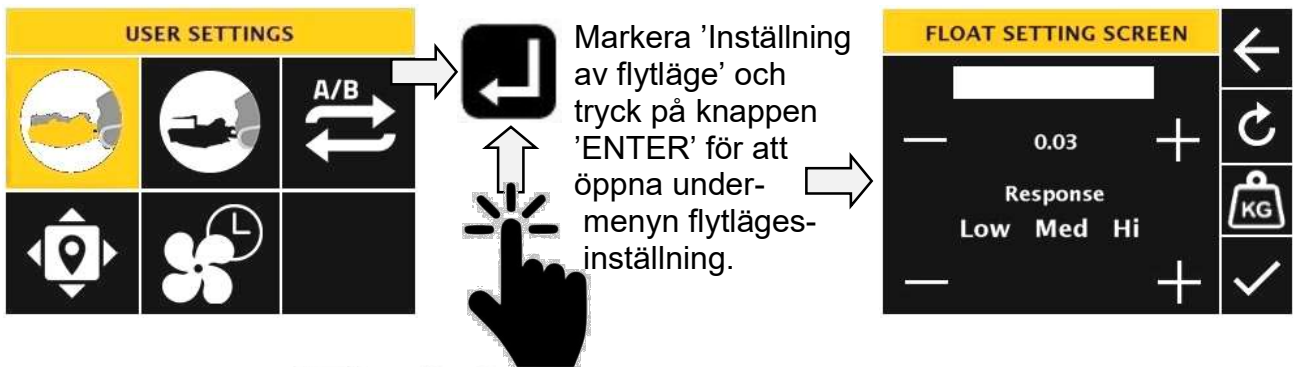 USER SETTINGS
A/B
Markera ’Inställning
av flytläge’ och
tryck på knappen
’ENTER’ för att
öppna under-
menyn flytläges-
inställning.
FLOAT SETTING SCREEN
0.03
Response
Low Med Hi
KG